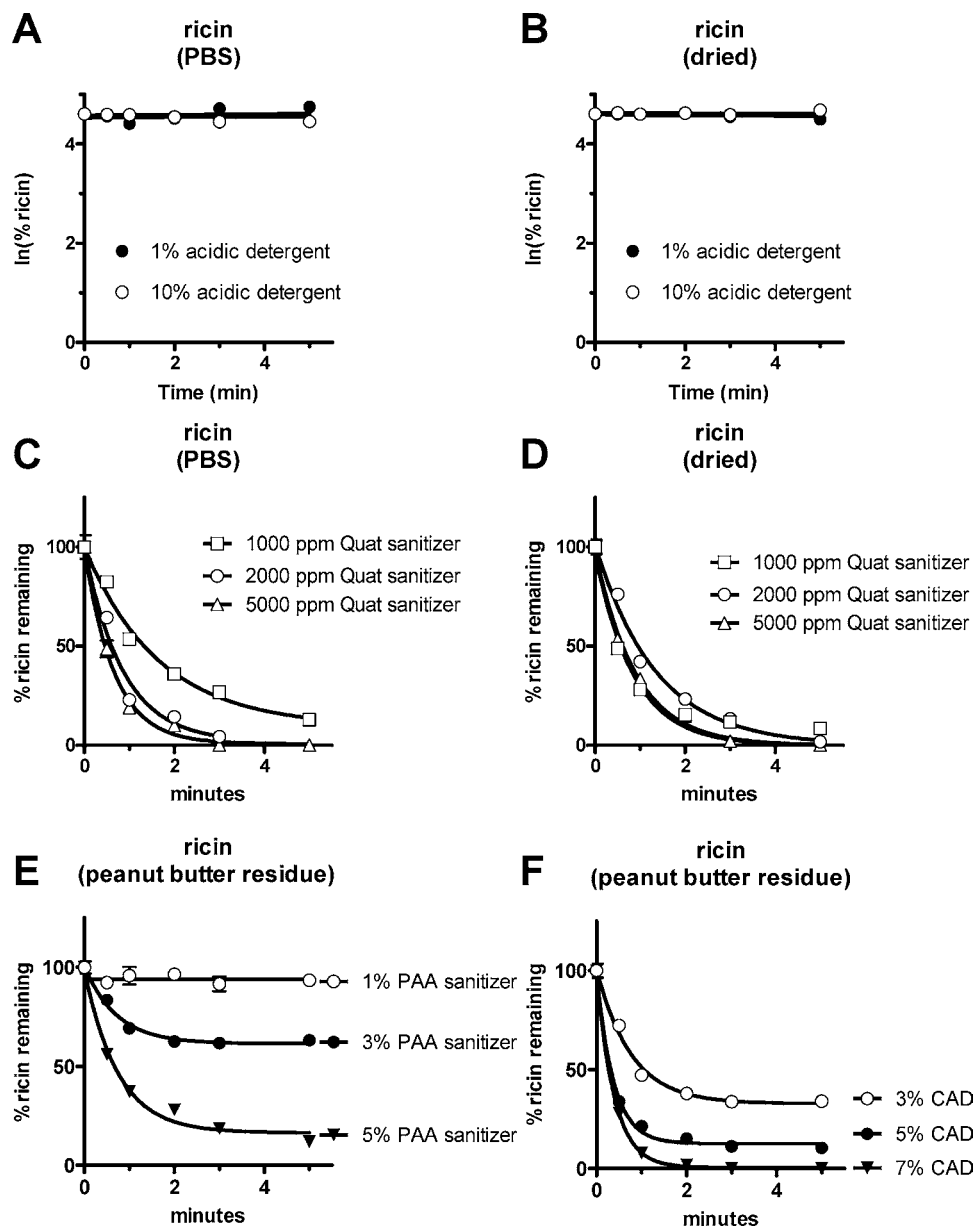 A
ricin
(PBS)
ln(% ricin)
4
2
0
1% acidic detergent
10% acidic detergent
0 2 4
Time (min)
B
ricin
(dried)
ln(% ricin)
4
2
0
1% acidic detergent
10% acidic detergent
0 2 4
Time (min)
C
ricin
(PBS)
% ricin remaining
100
50
0
1000 ppm Quat sanitizer
2000 ppm Quat sanitizer
5000 ppm Quat sanitizer
0 2 4
minutes
D
ricin
(dried)
% ricin remaining
100
50
0
1000 ppm Quat sanitizer
2000 ppm Quat sanitizer
5000 ppm Quat sanitizer
0 2 4
minutes
E
ricin
(peanut butter residue)
% ricin remaining
100
50
0
1% PAA sanitizer
3% PAA sanitizer
5% PAA sanitizer
0 2 4
minutes
F
ricin
(peanut butter residue)
% ricin remaining
100
50
0
3% CAD
5% CAD
7% CAD
0 2 4
minutes